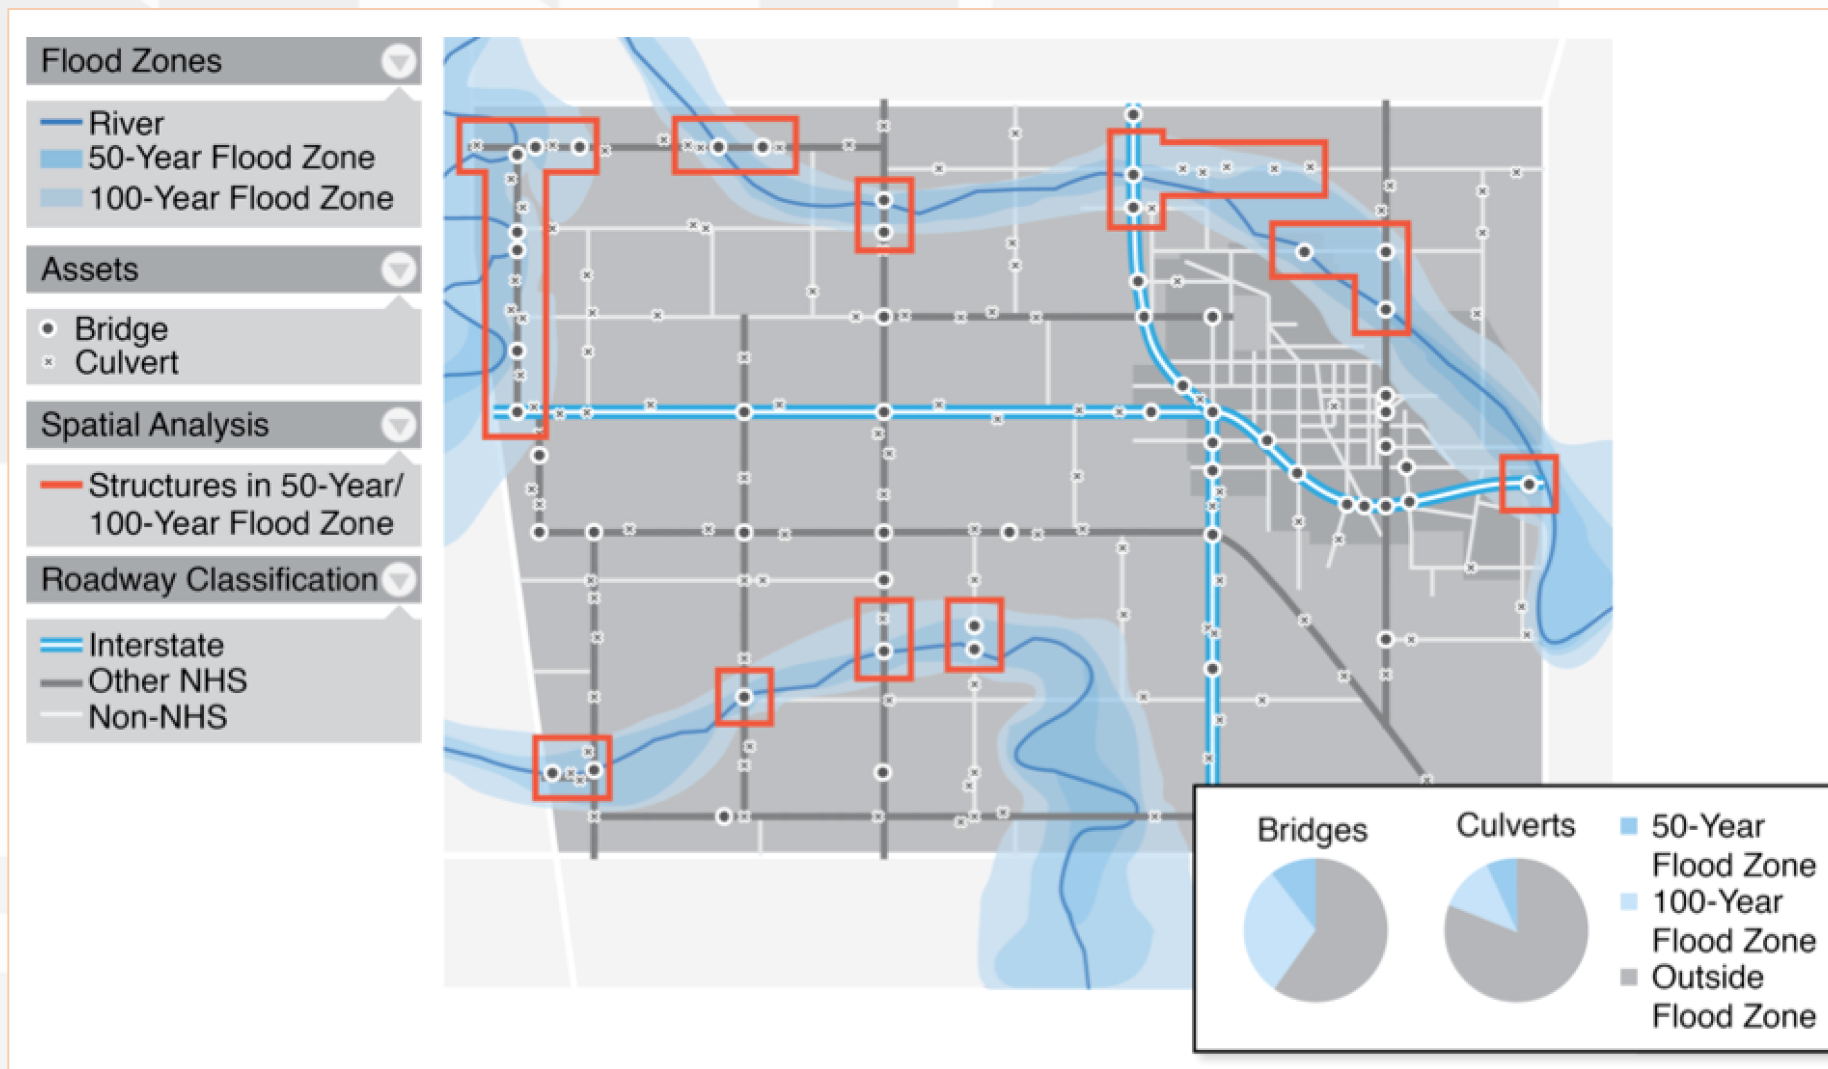 Flood Zones
River
50-Year Flood Zone
100-Year Flood Zone
Assets
Bridge
Culvert
Spatial Analysis
Structures in 50-Year/
100-Year Flood Zone
Roadway Classification
Interstate
Other NHS
Non-NHS
Bridges
Culverts
50-Year
Flood Zone
100-Year
Flood Zone
Outside
Flood Zone